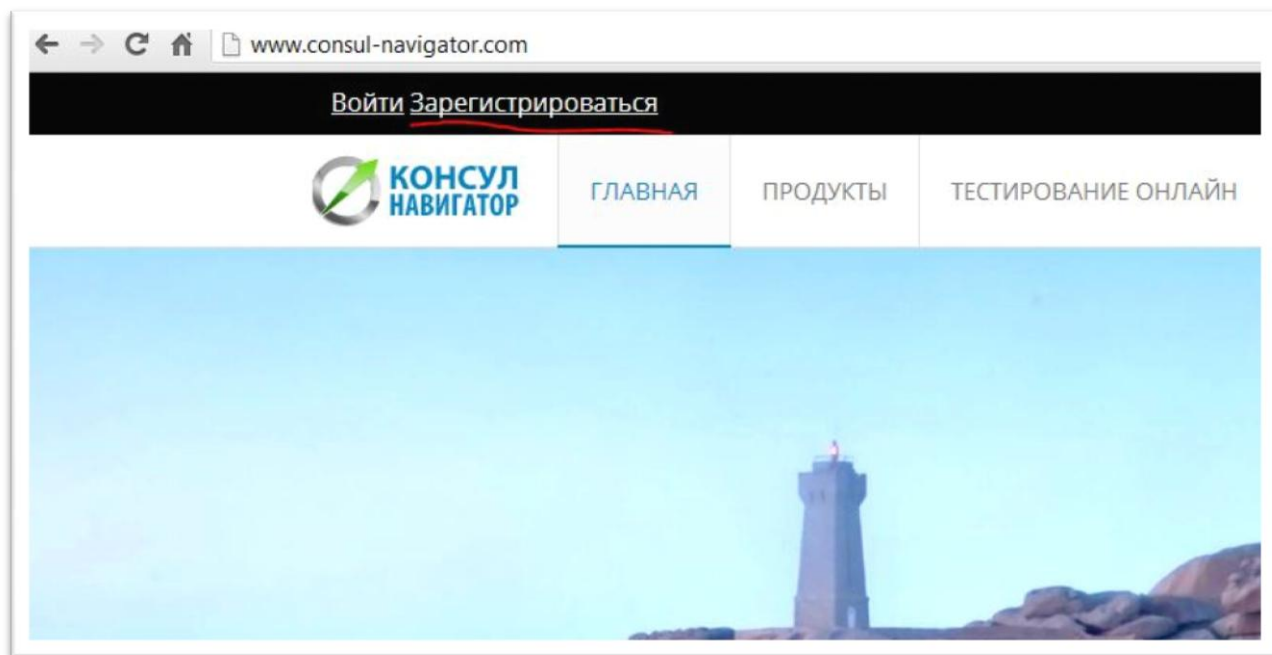 www.consul-navigator.com
Войти Зарегистрироваться
КОНСУЛ
НАВИГАТОР
ГЛАВНАЯ
ПРОДУКТЫ
ТЕСТИРОВАНИЕ ОНЛАЙН